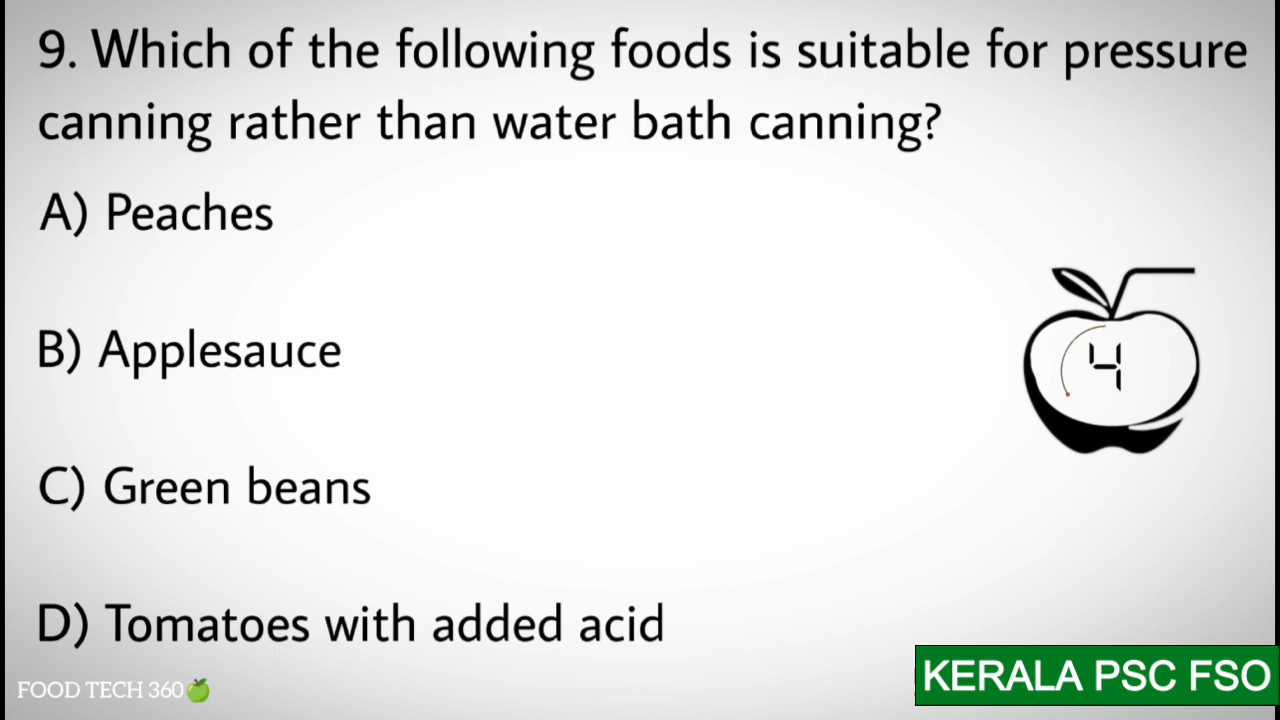 9. Which of the following foods is suitable for pressure
canning rather than water bath canning?
A) Peaches
B) Applesauce
4
C) Green beans
D) Tomatoes with added acid
FOOD TECH 360🍏
KERALA PSC FSO